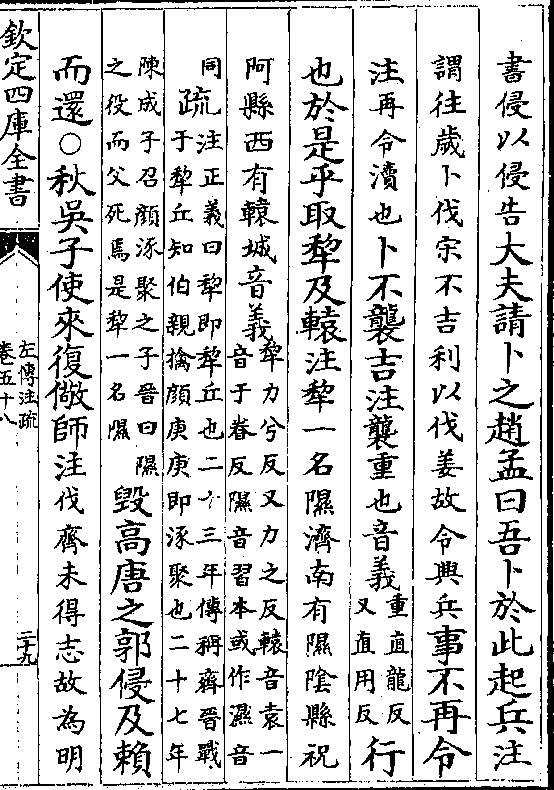 書侵以侵告大夫請卜之趙孟曰吾卜於此起兵注
謂往歲卜伐宋不吉利以伐姜故今興兵事不再令
注再令瀆也卜不襲吉注襲重也音義重直龍反又直用反行
也於是乎取犂及轅注犂一名隰濟南有隰隂縣祝
阿縣西有轅城音義犂力兮反又力之反轅音袁一音于眷反隰音習本或作濕音
同疏注正義曰犂即犂丘也二十三年傳稱齊晉戰于犂丘知伯親擒顔庚庚即涿聚也二十七年
陳成子召顔涿聚之子晉曰隰之役而父死焉是犂一名隰毀高唐之郭侵及賴
而還○秋吳子使來復儆師注伐齊未得志故為明
欽定四庫全書
左傳注疏
卷五十八
二十九